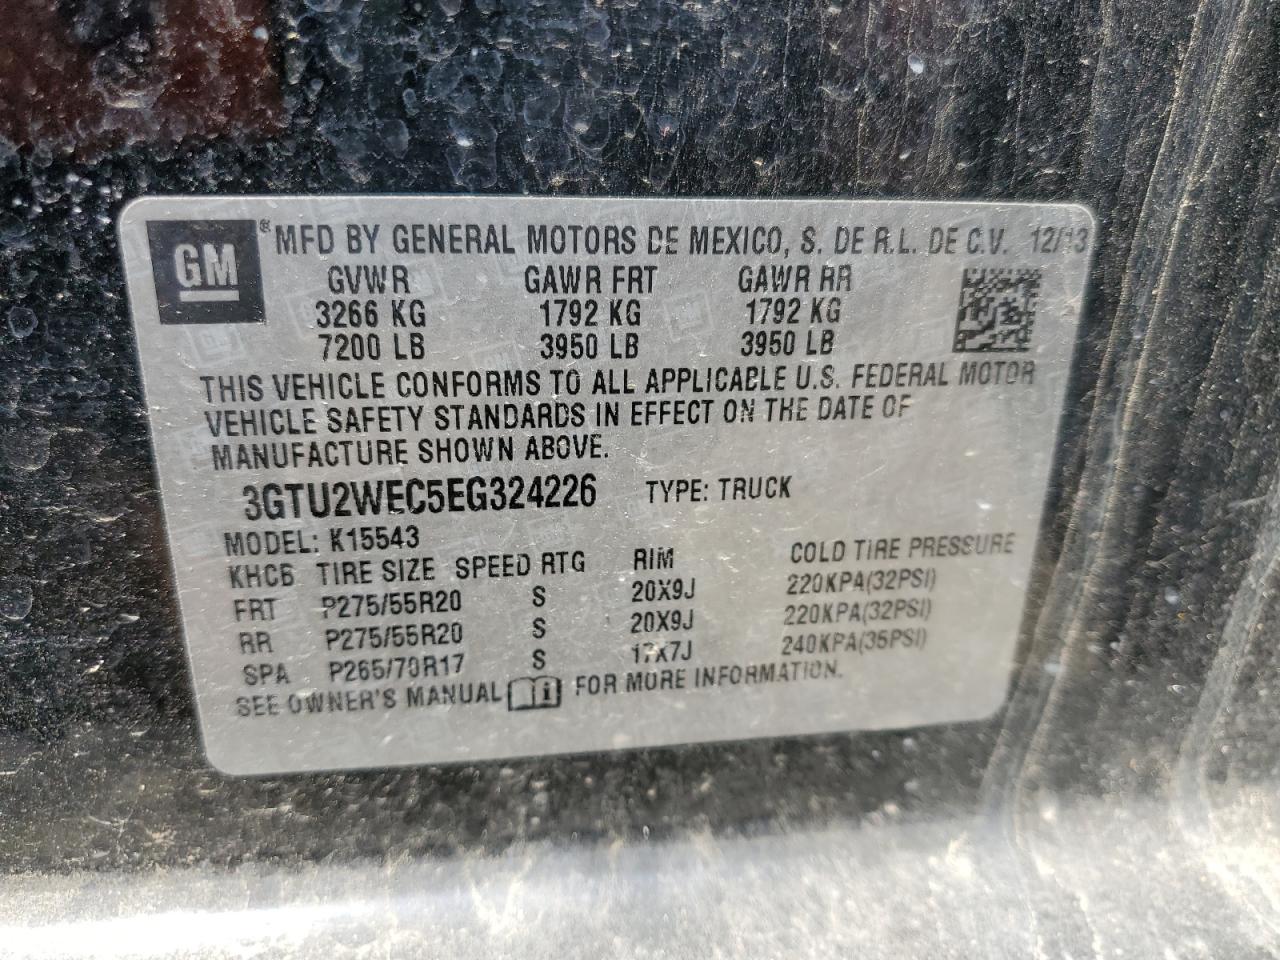 GM ® MFD BY GENERAL MOTORS DE MEXICO, S. DE R.L. DE C.V. 12/13
GVWR GAWR FRT GAWR RR
3266 KG 1792 KG 1792 KG
7200 LB 3950 LB 3950 LB
THIS VEHICLE CONFORMS TO ALL APPLICABLE U.S. FEDERAL MOTOR
VEHICLE SAFETY STANDARDS IN EFFECT ON THE DATE OF
MANUFACTURE SHOWN ABOVE.
3GTU2WEC5EG324226 TYPE: TRUCK
MODEL: K15543
KHCB TIRE SIZE SPEED RTG RIM COLD TIRE PRESSURE
FRT P275/55R20 S 20X9J 220KPA(32PSI)
RR P275/55R20 S 20X9J 220KPA(32PSI)
SPA P265/70R17 S 17X7J 240KPA(35PSI)
SEE OWNER'S MANUAL FOR MORE INFORMATION.